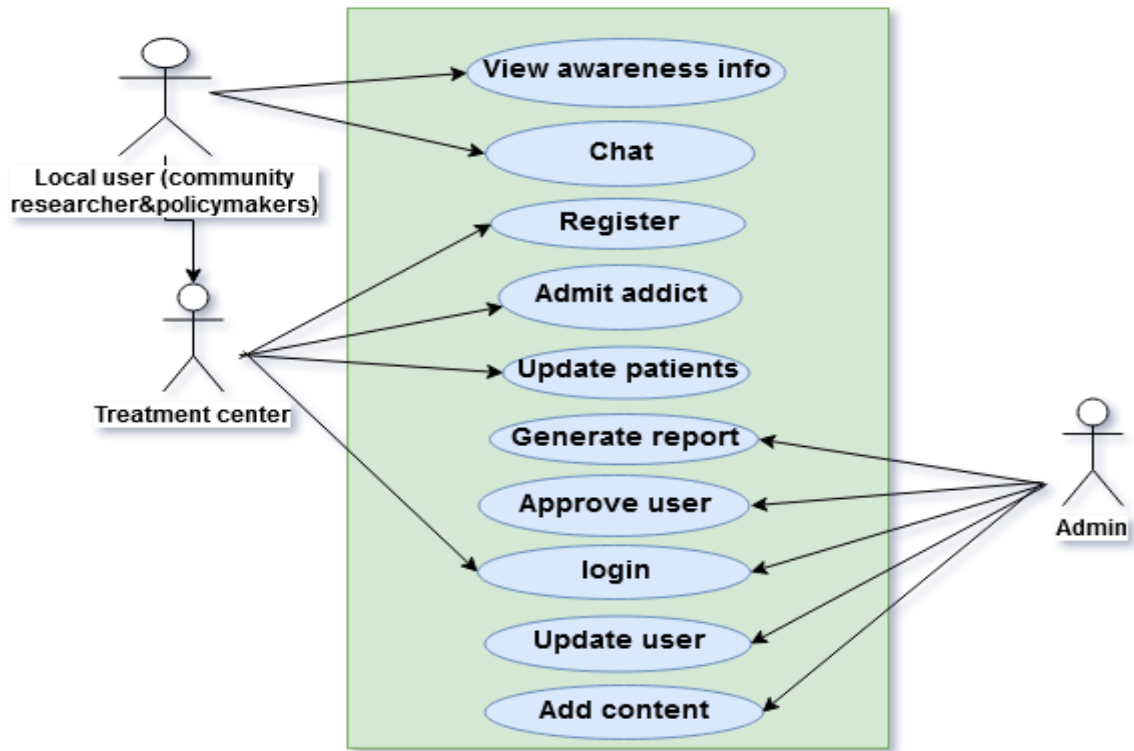 View awareness info
Chat
Local user (community
researcher&policymakers)
Register
Admit addict
Update patients
Treatment center
Generate report
Approve user
Admin
login
Update user
Add content